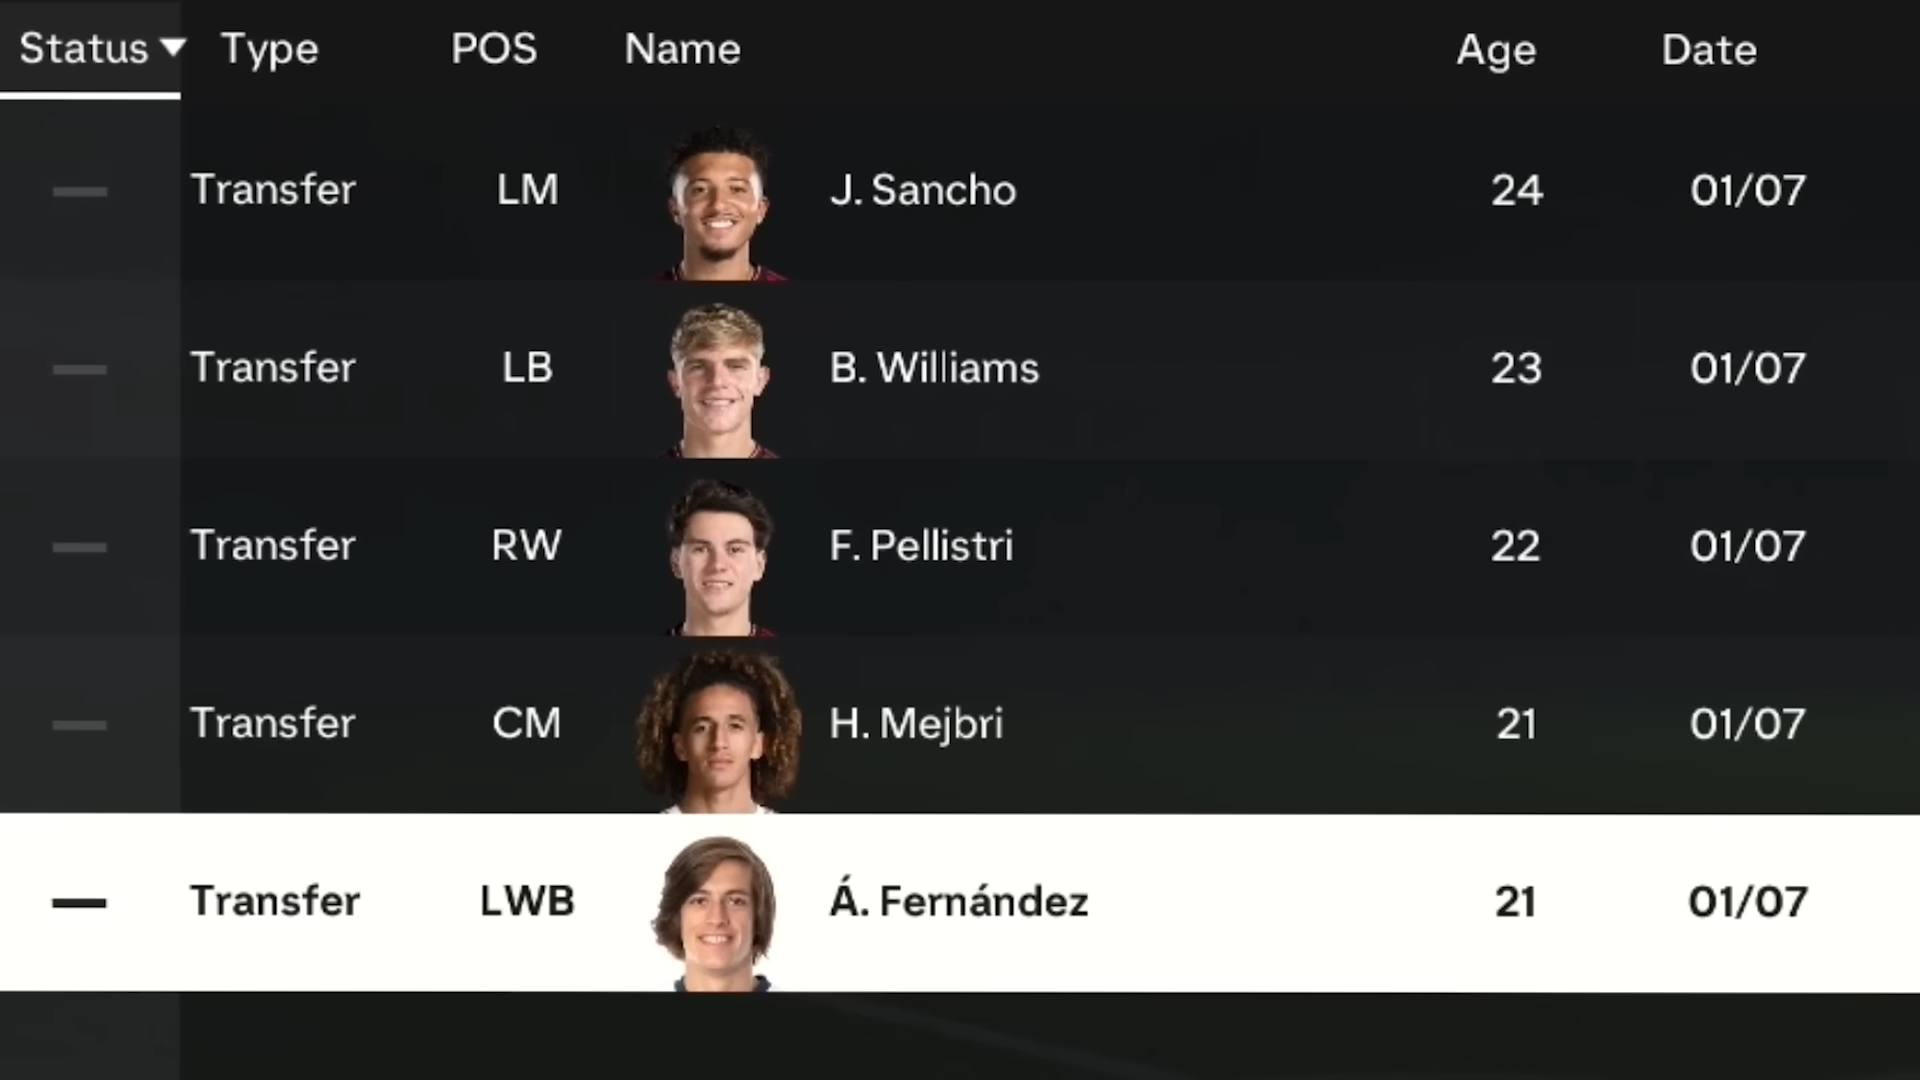 Status Type POS Name Age Date
Transfer LM J. Sancho 24 01/07
Transfer LB B. Williams 23 01/07
Transfer RW F. Pellistri 22 01/07
Transfer CM H. Mejbri 21 01/07
Transfer LWB Á. Fernández 21 01/07